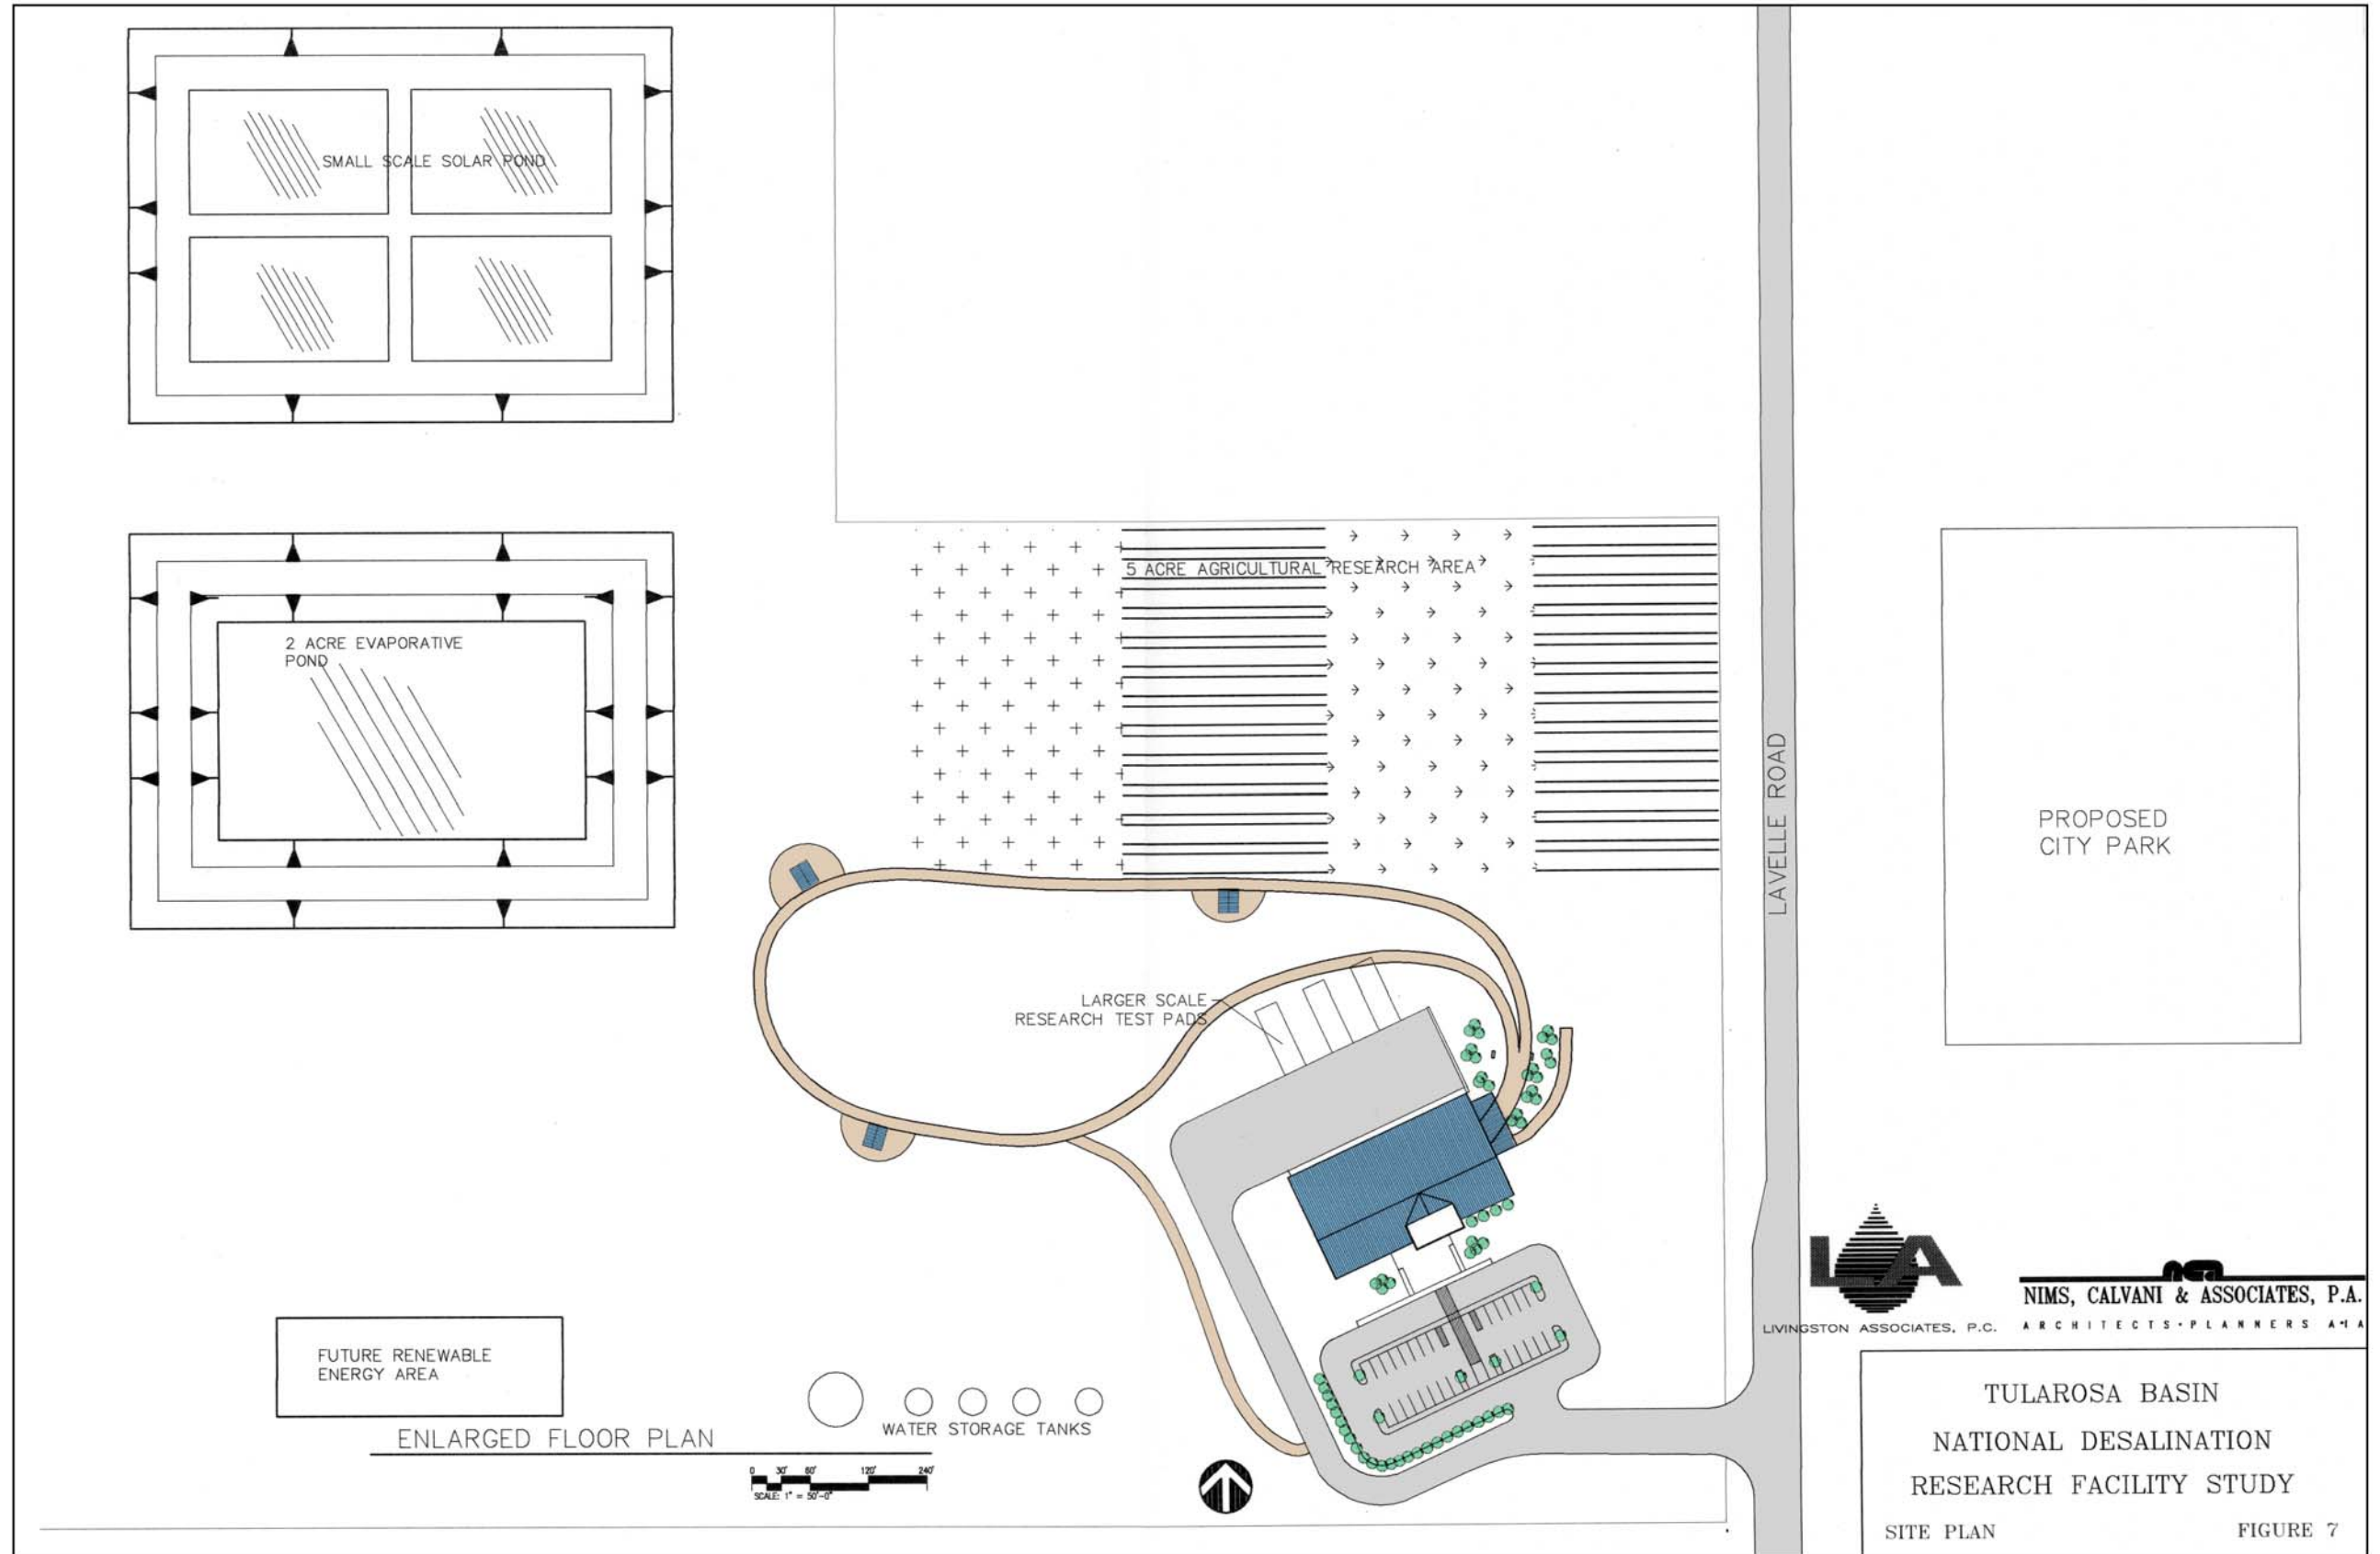 SMALL SCALE SOLAR POND
5 ACRE AGRICULTURAL RESEARCH AREA
2 ACRE EVAPORATIVE
POND
LAVELLE ROAD
PROPOSED
CITY PARK
LARGER SCALE
RESEARCH TEST PADS
FUTURE RENEWABLE
ENERGY AREA
ENLARGED FLOOR PLAN
WATER STORAGE TANKS
0 30' 60' 120' 240'
SCALE: 1" = 50'-0"
LA
LIVINGSTON ASSOCIATES, P.C.
nca
NIMS, CALVANI & ASSOCIATES, P.A.
ARCHITECTS·PLANNERS AIA
TULAROSA BASIN
NATIONAL DESALINATION
RESEARCH FACILITY STUDY
SITE PLAN FIGURE 7